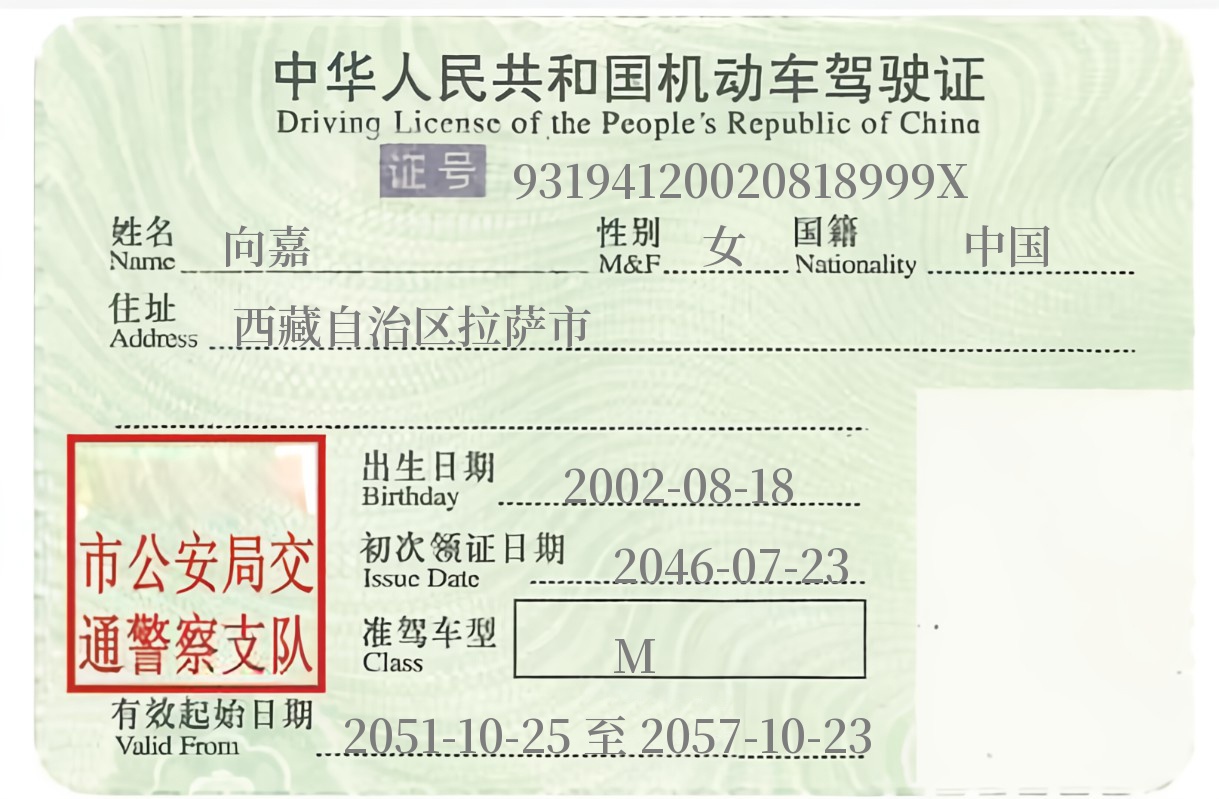 中华人民共和国机动车驾驶证
Driving License of the People's Republic of China
证号 93194120020818999X
姓名 向嘉 性别 女 国籍 中国
Name M&F Nationality
住址 西藏自治区拉萨市
Address
出生日期 2002-08-18
Birthday
初次领证日期 2046-07-23
Issue Date
市公安局交
通警察支队
准驾车型 M
Class
有效起始日期 2051-10-25 至 2057-10-23
Valid From